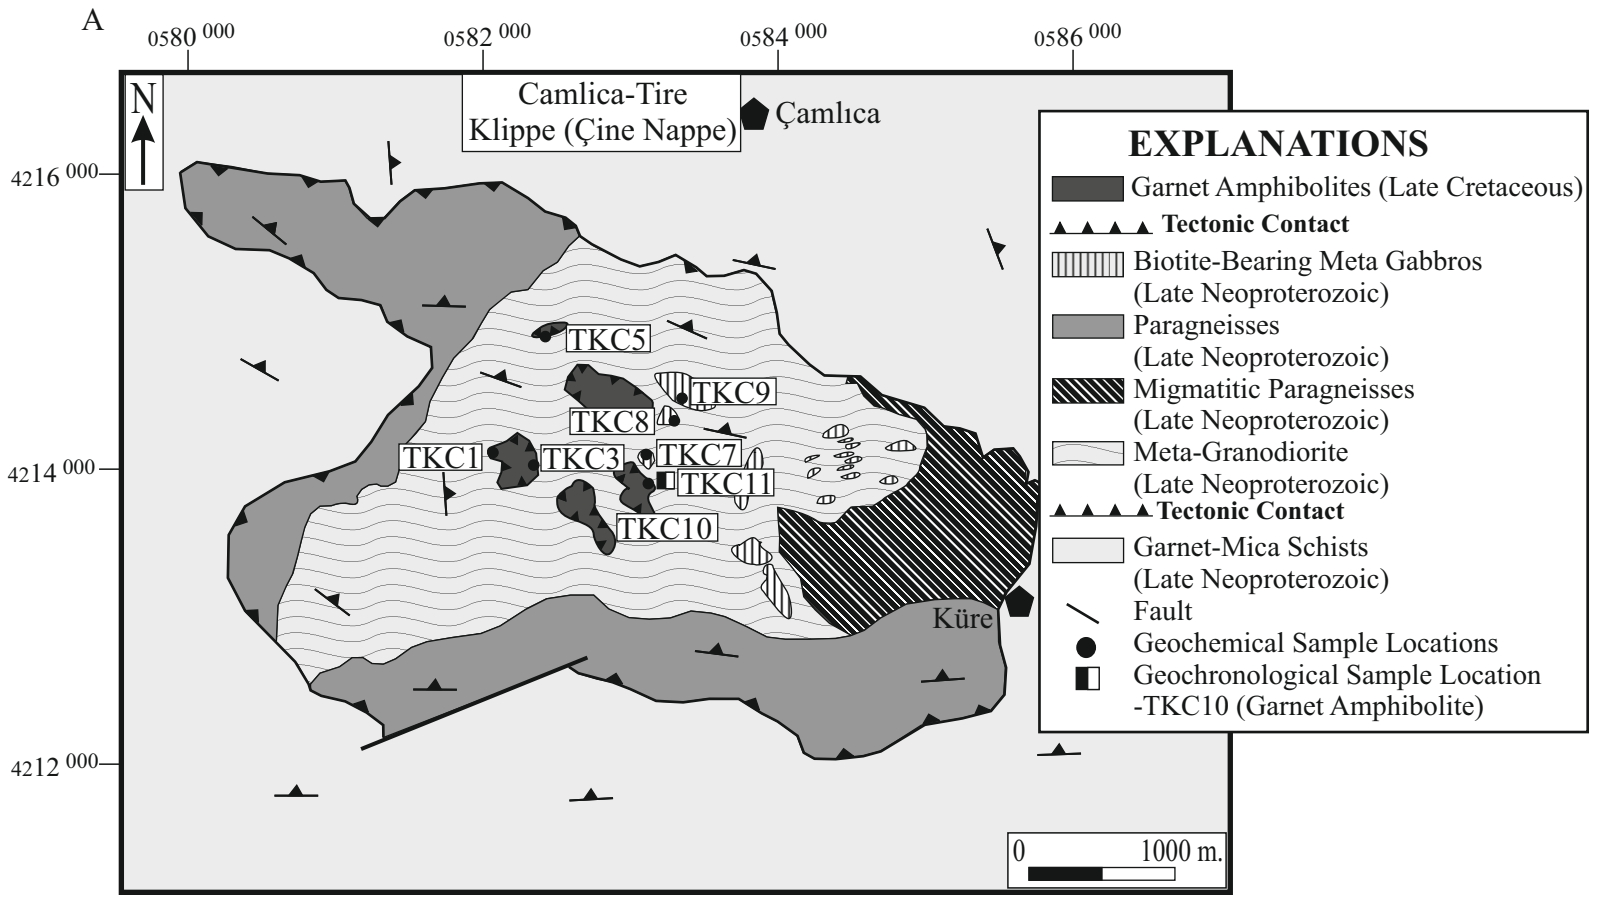 A
0580 000
0582 000
0584 000
0586 000
N
Camlica-Tire
Klippe (Çine Nappe)
Çamlıca
4216 000
4214 000
4212 000
TKC5
TKC9
TKC8
TKC1
TKC3
TKC7
TKC11
TKC10
Küre
EXPLANATIONS
Garnet Amphibolites (Late Cretaceous)
Tectonic Contact
Biotite-Bearing Meta Gabbros
(Late Neoproterozoic)
Paragneisses
(Late Neoproterozoic)
Migmatitic Paragneisses
(Late Neoproterozoic)
Meta-Granodiorite
(Late Neoproterozoic)
Tectonic Contact
Garnet-Mica Schists
(Late Neoproterozoic)
Fault
Geochemical Sample Locations
Geochronological Sample Location
-TKC10 (Garnet Amphibolite)
0 1000 m.